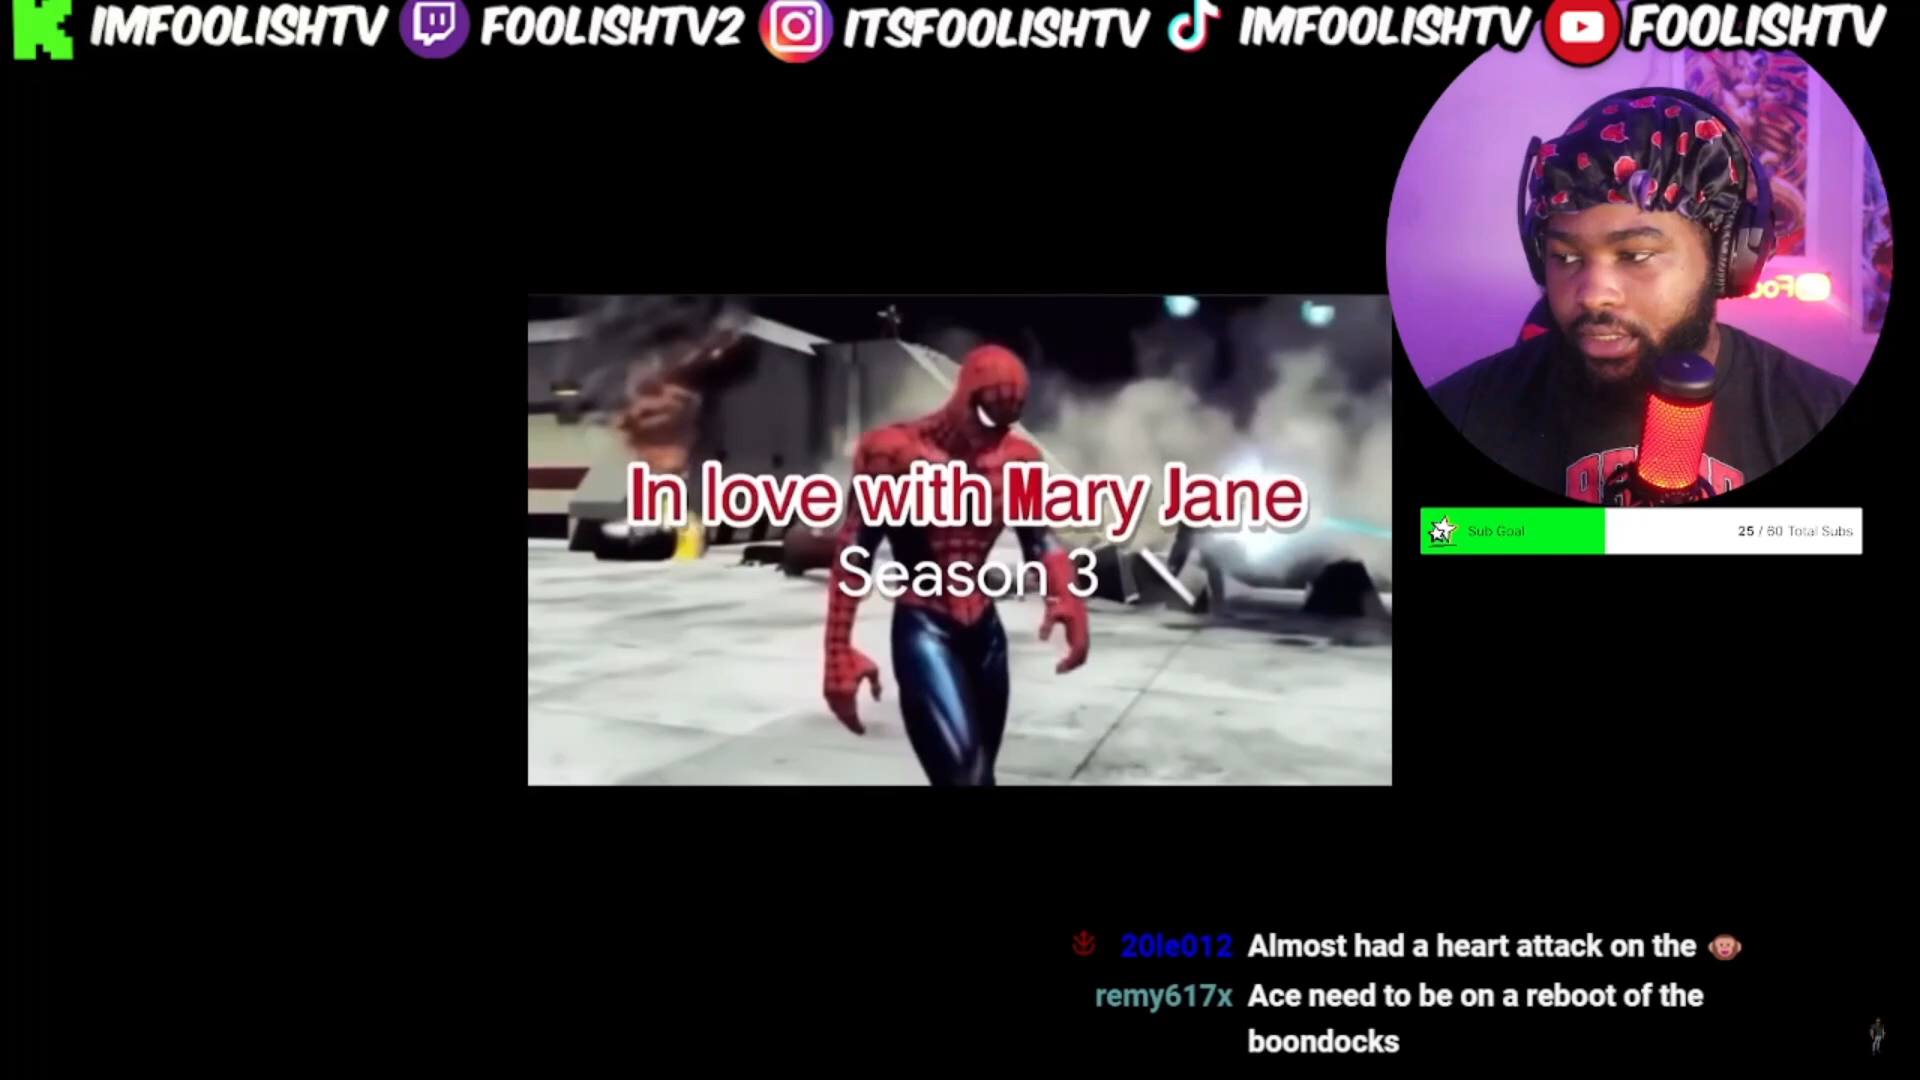 IMFOOLISHTV FOOLISHTV2 ITSFOOLISHTV IMFOOLISHTV FOOLISHTV
In love with Mary Jane
Season 3
Sub Goal 25 / 60 Total Subs
20le012 Almost had a heart attack on the
remy617x Ace need to be on a reboot of the
boondocks